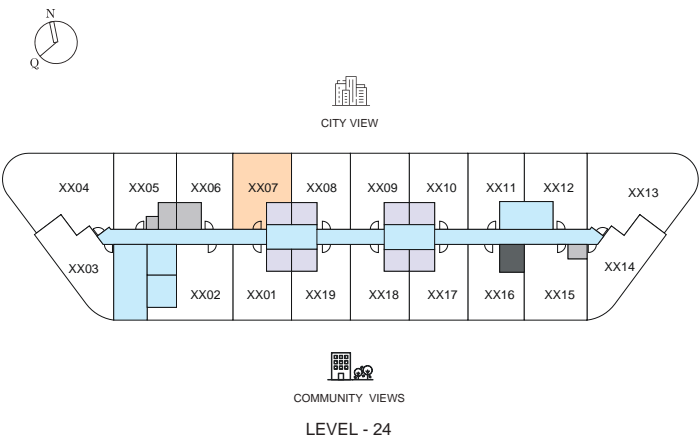 N
Q
CITY VIEW
XX04 XX05 XX06 XX07 XX08 XX09 XX10 XX11 XX12 XX13
XX03 XX14
XX02 XX01 XX19 XX18 XX17 XX16 XX15
COMMUNITY VIEWS
LEVEL - 24